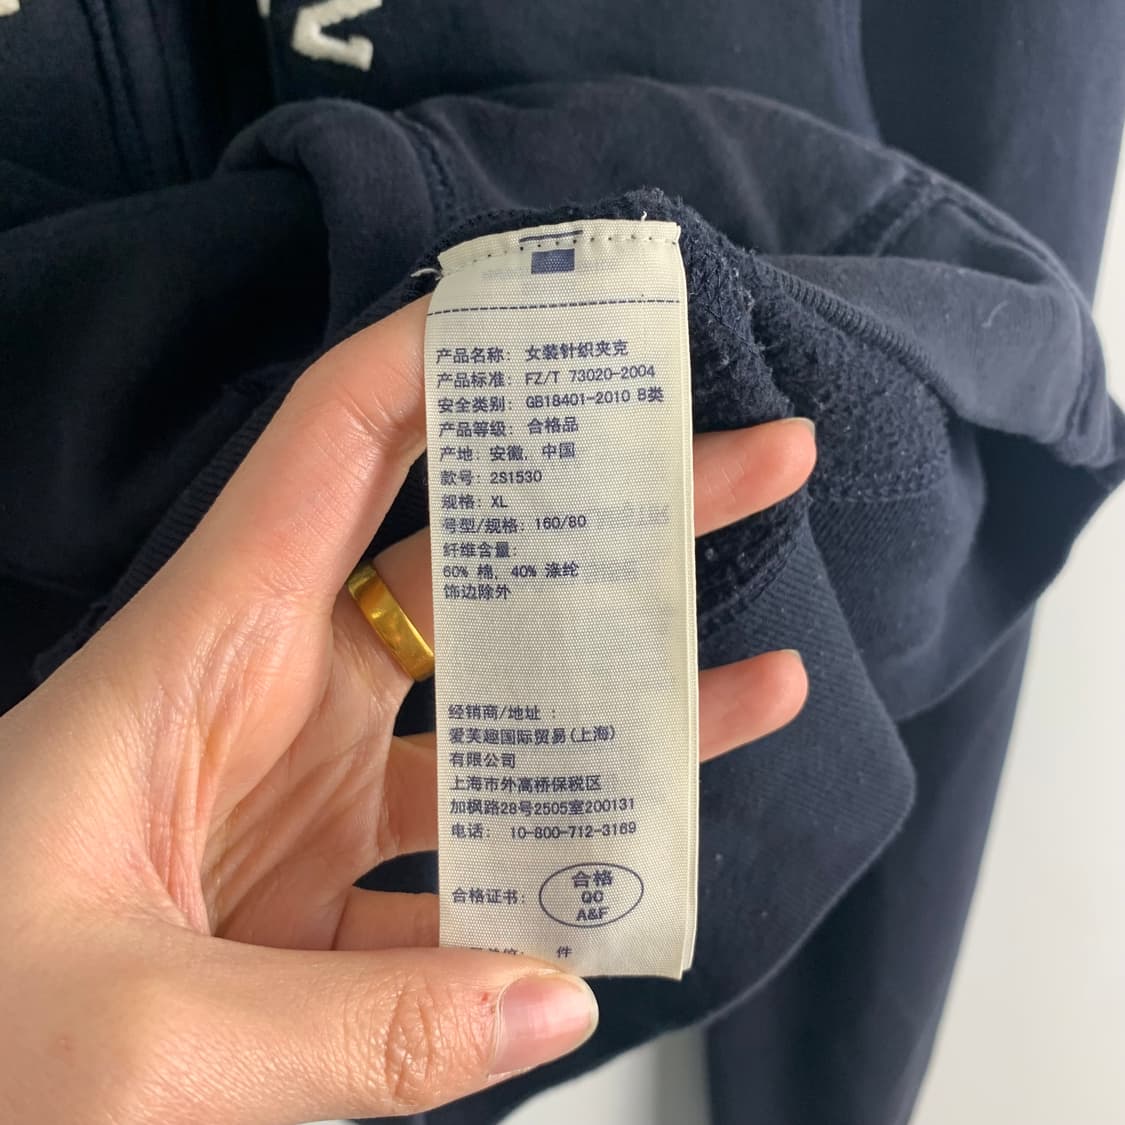 产品名称: 女装针织夹克
产品标准: FZ/T 73020-2004
安全类别: GB18401-2010 B类
产品等级: 合格品
产地: 安徽, 中国
款号: 2S1530
规格: XL
号型/规格: 160/80
纤维含量:
60% 棉, 40% 涤纶
饰边除外
经销商/地址 :
爱芙趣国际贸易(上海)
有限公司
上海市外高桥保税区
加枫路28号2505室200131
电话: 10-800-712-3169
合格证书:
合格
QC
A&F
件